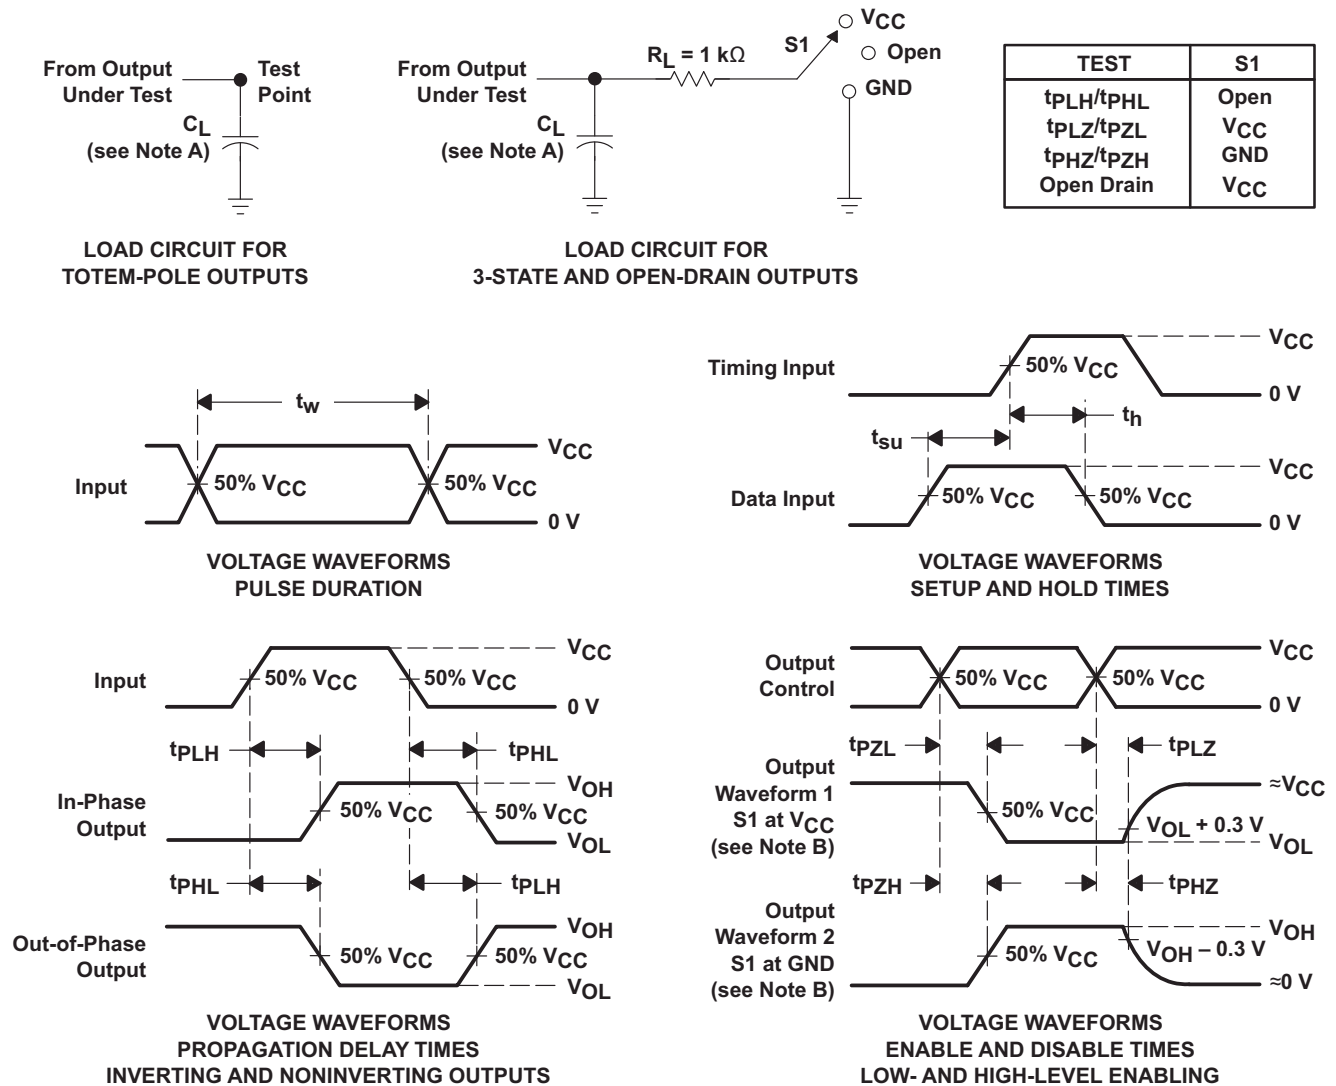 From Output
Under Test
Test
Point
CL
(see Note A)
LOAD CIRCUIT FOR
TOTEM-POLE OUTPUTS
From Output
Under Test
RL = 1 kΩ
S1
VCC
Open
GND
CL
(see Note A)
LOAD CIRCUIT FOR
3-STATE AND OPEN-DRAIN OUTPUTS
TEST S1
tPLH/tPHL Open
tPLZ/tPZL VCC
tPHZ/tPZH GND
Open Drain VCC
tw
Input
50% VCC
50% VCC
VCC
0 V
VOLTAGE WAVEFORMS
PULSE DURATION
Timing Input
50% VCC
VCC
0 V
tsu
th
Data Input
50% VCC
50% VCC
VCC
0 V
VOLTAGE WAVEFORMS
SETUP AND HOLD TIMES
Input
50% VCC
50% VCC
VCC
0 V
tPLH
tPHL
In-Phase
Output
50% VCC
50% VCC
VOH
VOL
tPHL
tPLH
Out-of-Phase
Output
50% VCC
50% VCC
VOH
VOL
VOLTAGE WAVEFORMS
PROPAGATION DELAY TIMES
INVERTING AND NONINVERTING OUTPUTS
Output
Control
50% VCC
50% VCC
VCC
0 V
tPZL
tPLZ
Output
Waveform 1
S1 at VCC
(see Note B)
50% VCC
VOL + 0.3 V
≈VCC
VOL
tPZH
tPHZ
Output
Waveform 2
S1 at GND
(see Note B)
50% VCC
VOH − 0.3 V
VOH
≈0 V
VOLTAGE WAVEFORMS
ENABLE AND DISABLE TIMES
LOW- AND HIGH-LEVEL ENABLING